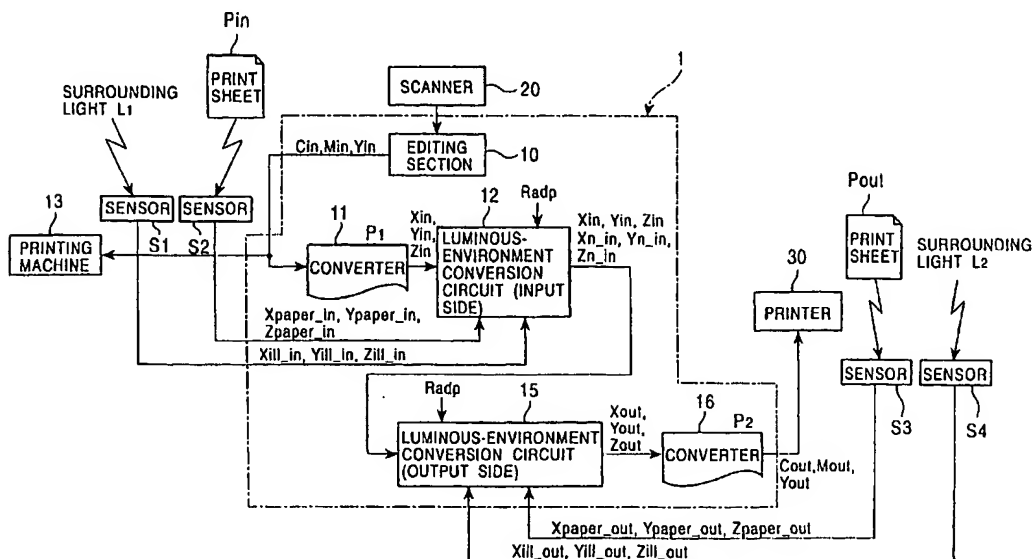 Pin
PRINT
SHEET
SURROUNDING
LIGHT L1
SCANNER
20
1
Cin,Min,Yin
EDITING
SECTION
10
13
SENSOR
SENSOR
S1
S2
PRINTING
MACHINE
11
P1
CONVERTER
Xin,
Yin,
Zin
12
Radp
LUMINOUS-
ENVIRONMENT
CONVERSION
CIRCUIT (INPUT
SIDE)
Xin, Yin, Zin
Xn_in, Yn_in,
Zn_in
Xpaper_in, Ypaper_in,
Zpaper_in
Xill_in, Yill_in, Zill_in
Pout
PRINT
SHEET
SURROUNDING
LIGHT L2
30
PRINTER
SENSOR
SENSOR
S3
S4
Radp
15
LUMINOUS-ENVIRONMENT
CONVERSION CIRCUIT
(OUTPUT SIDE)
Xout,
Yout,
Zout
16
P2
CONVERTER
Cout,Mout,
Yout
Xpaper_out, Ypaper_out, Zpaper_out
Xill_out, Yill_out, Zill_out